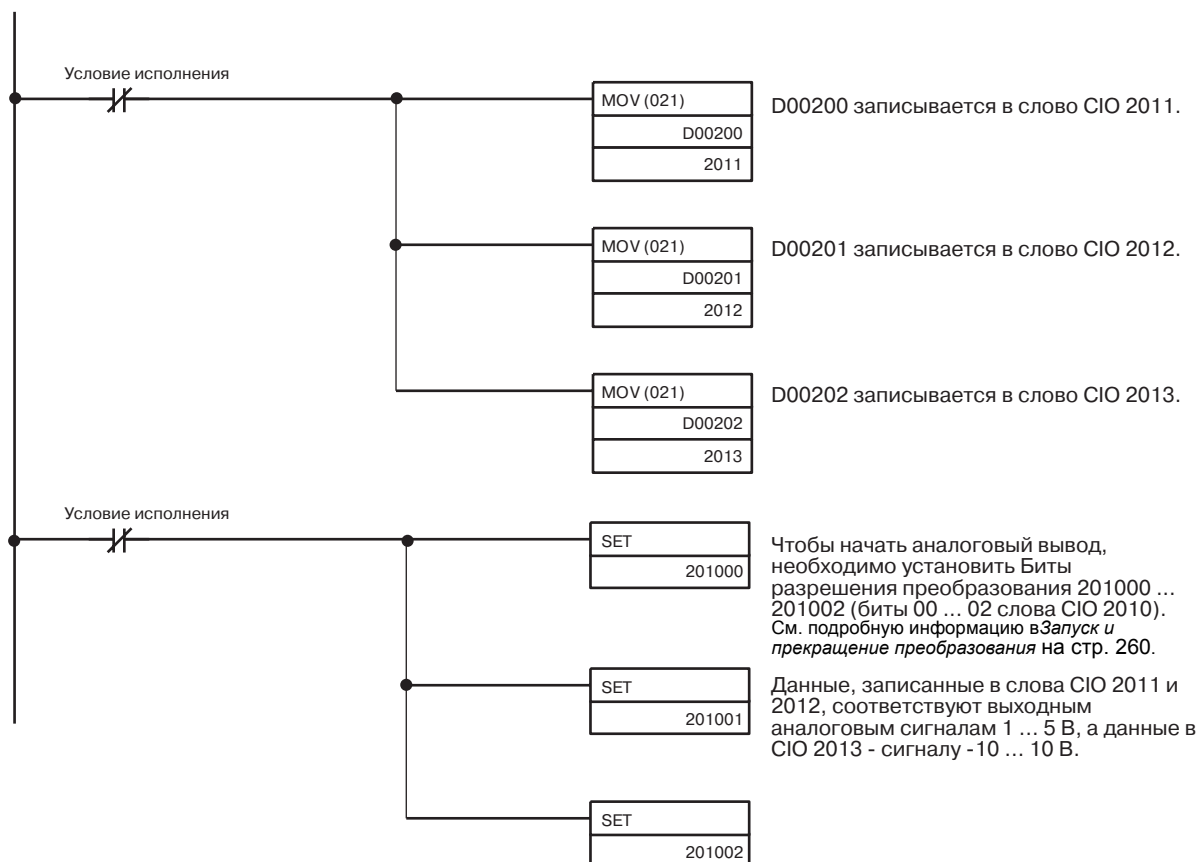 Условие исполнения
MOV (021)
D00200
2011
D00200 записывается в слово CIO 2011.
MOV (021)
D00201
2012
D00201 записывается в слово CIO 2012.
MOV (021)
D00202
2013
D00202 записывается в слово CIO 2013.
Условие исполнения
SET
201000
Чтобы начать аналоговый вывод,
необходимо установить Биты
разрешения преобразования 201000 ...
201002 (биты 00 ... 02 слова CIO 2010).
См. подробную информацию вЗапуск и
прекращение преобразования на стр. 260.
SET
201001
Данные, записанные в слова CIO 2011 и
2012, соответствуют выходным
аналоговым сигналам 1 ... 5 В, а данные в
CIO 2013 - сигналу -10 ... 10 В.
SET
201002